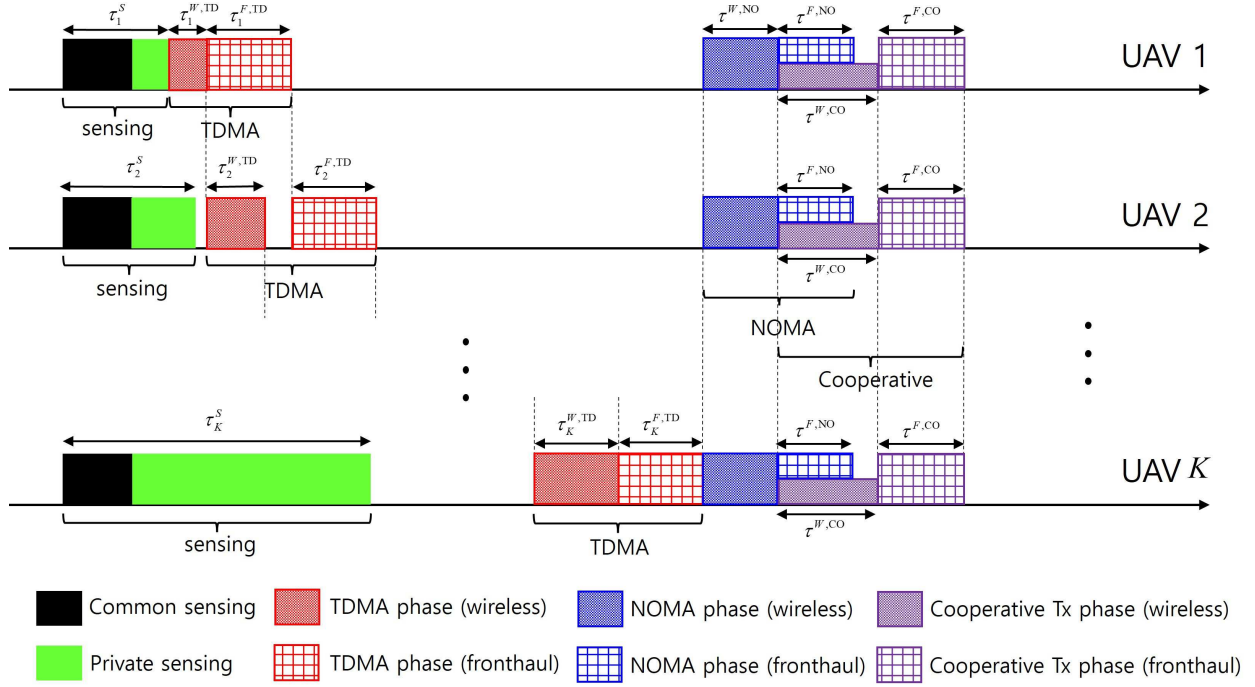 τ₁^S τ₁^{W,TD} τ₁^{F,TD} τ^{W,NO} τ^{F,NO} τ^{F,CO}
UAV 1
sensing TDMA τ^{W,CO}
τ₂^S τ₂^{W,TD} τ₂^{F,TD} τ^{F,NO} τ^{F,CO}
UAV 2
sensing TDMA τ^{W,CO}
NOMA
Cooperative
τ_K^S τ_K^{W,TD} τ_K^{F,TD} τ^{F,NO} τ^{F,CO}
UAV K
sensing TDMA τ^{W,CO}
Common sensing TDMA phase (wireless) NOMA phase (wireless) Cooperative Tx phase (wireless)
Private sensing TDMA phase (fronthaul) NOMA phase (fronthaul) Cooperative Tx phase (fronthaul)